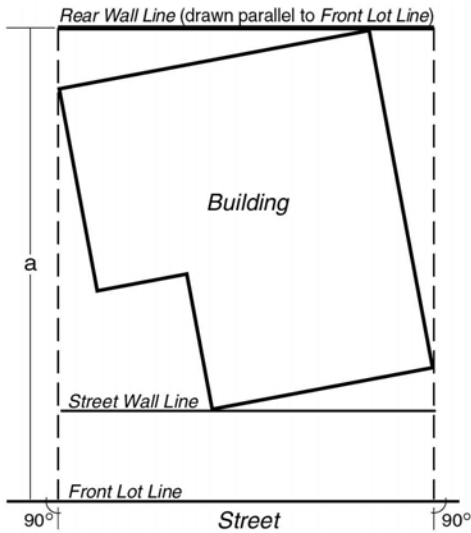 Rear Wall Line (drawn parallel to Front Lot Line)
Building
a
Street Wall Line
Front Lot Line
90° Street 90°